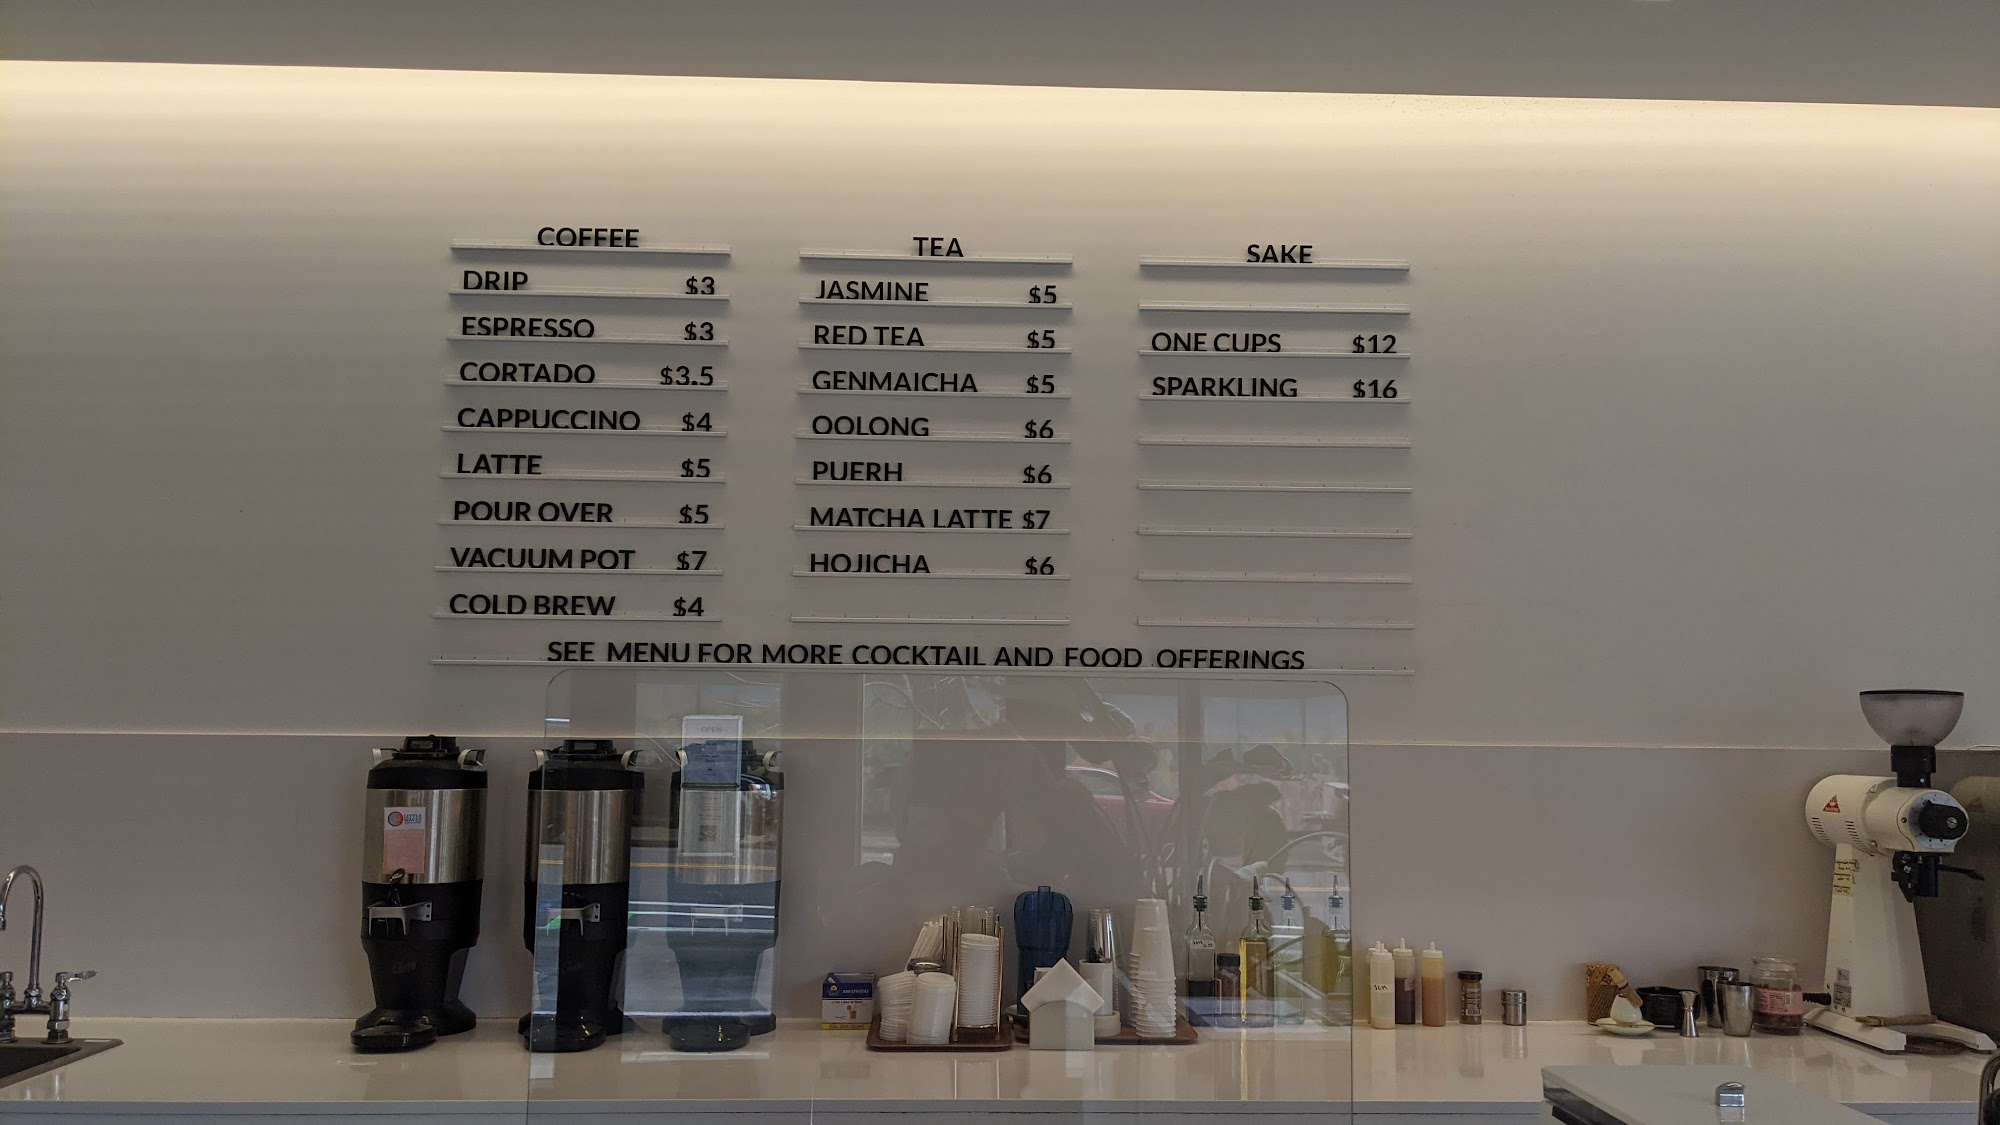 COFFEE
DRIP $3
ESPRESSO $3
CORTADO $3.5
CAPPUCCINO $4
LATTE $5
POUR OVER $5
VACUUM POT $7
COLD BREW $4
TEA
JASMINE $5
RED TEA $5
GENMAICHA $5
OOLONG $6
PUERH $6
MATCHA LATTE $7
HOJICHA $6
SAKE
ONE CUPS $12
SPARKLING $16
SEE MENU FOR MORE COCKTAIL AND FOOD OFFERINGS
OPEN